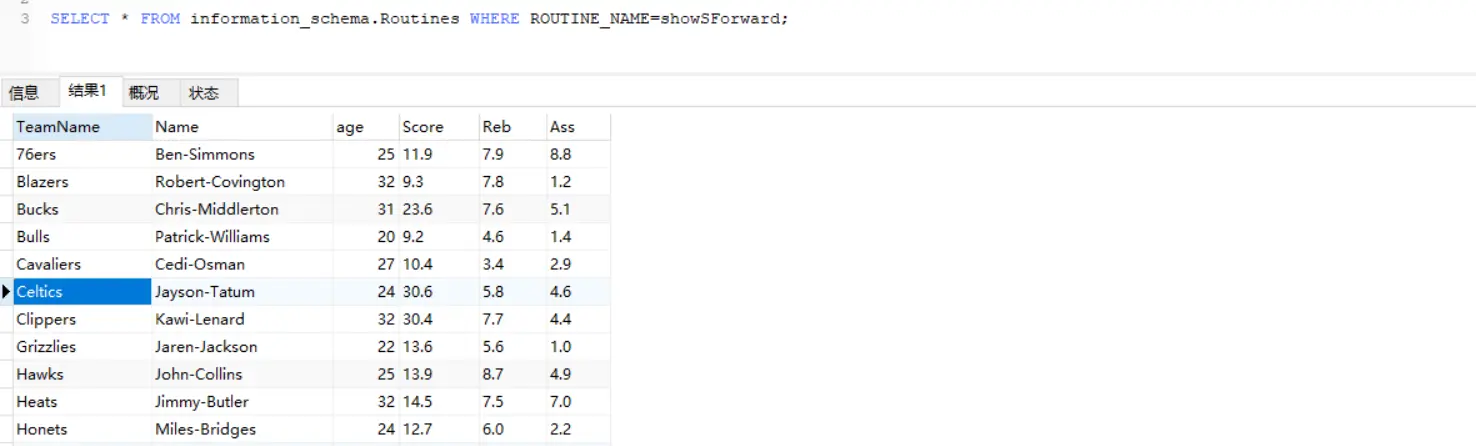 3 SELECT * FROM information_schema.Routines WHERE ROUTINE_NAME=showSForward;
信息 结果1 概况 状态
TeamName Name age Score Reb Ass
76ers Ben-Simmons 25 11.9 7.9 8.8
Blazers Robert-Covington 32 9.3 7.8 1.2
Bucks Chris-Middlerton 31 23.6 7.6 5.1
Bulls Patrick-Williams 20 9.2 4.6 1.4
Cavaliers Cedi-Osman 27 10.4 3.4 2.9
Celtics Jayson-Tatum 24 30.6 5.8 4.6
Clippers Kawi-Lenard 32 30.4 7.7 4.4
Grizzlies Jaren-Jackson 22 13.6 5.6 1.0
Hawks John-Collins 25 13.9 8.7 4.9
Heats Jimmy-Butler 32 14.5 7.5 7.0
Honets Miles-Bridges 24 12.7 6.0 2.2